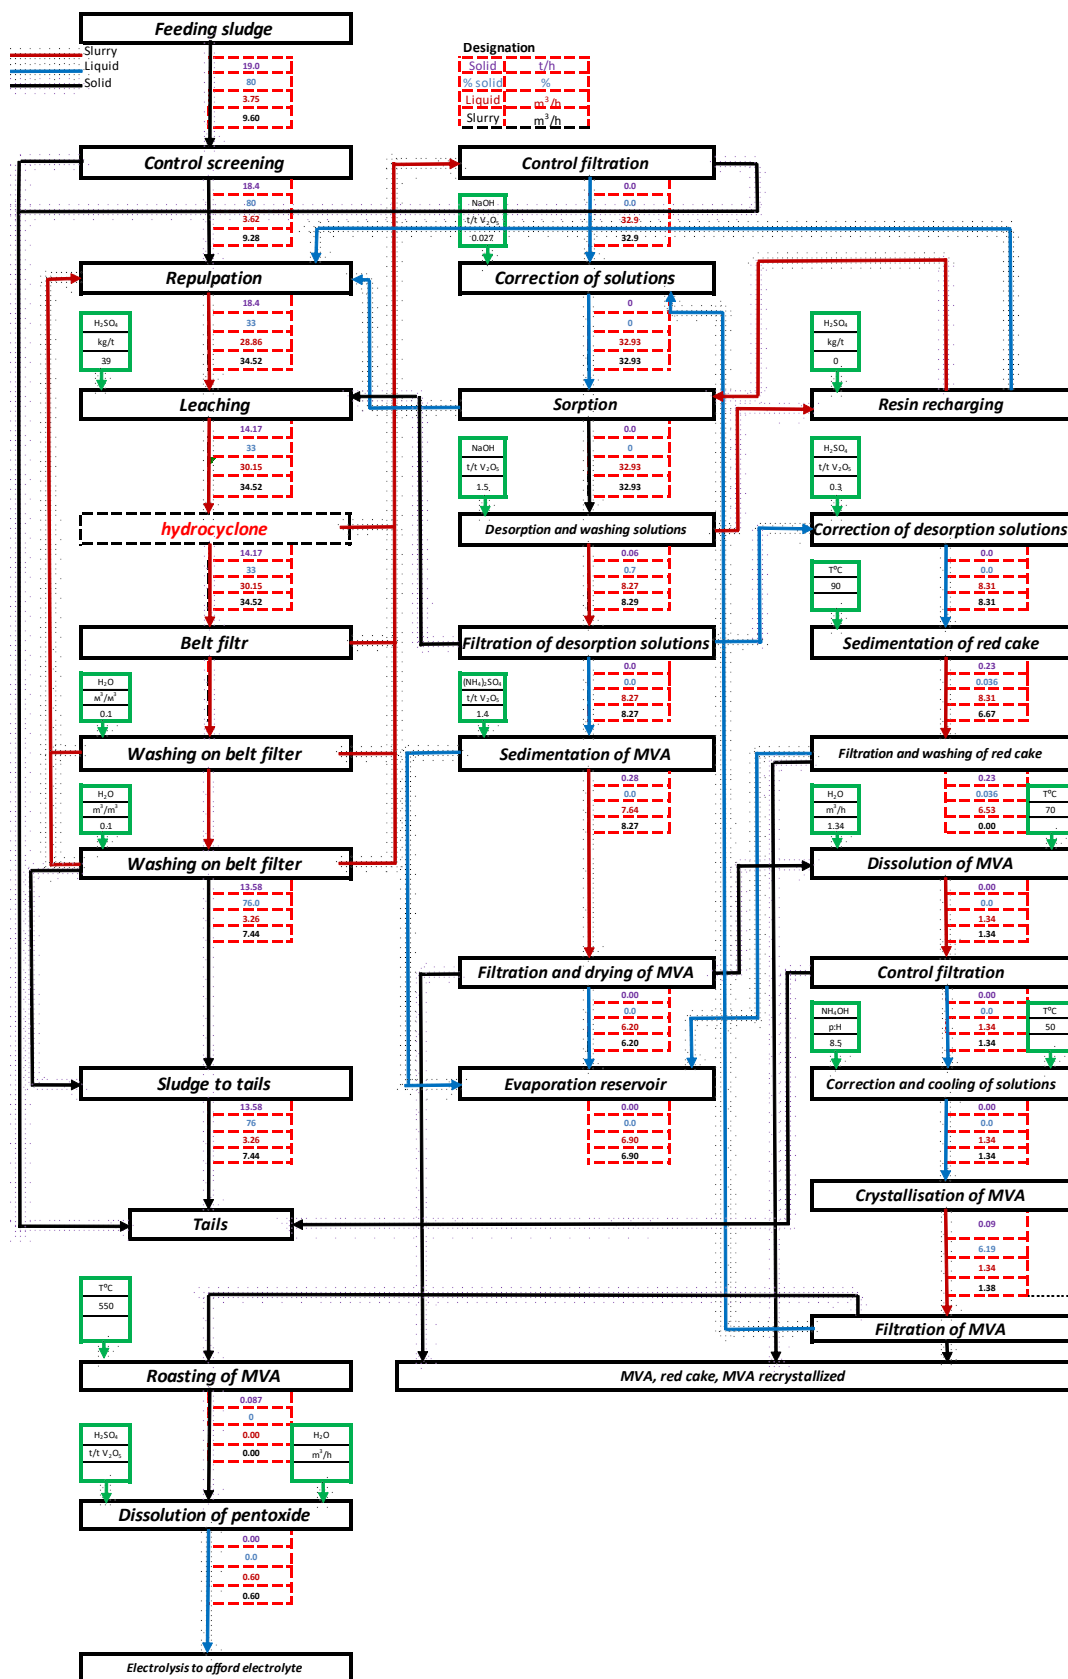 Feeding sludge
Slurry
Liquid
Solid
Designation
Solid t/h
% solid %
Liquid m³/h
Slurry m³/h
19.0
80
3.75
9.60
Control screening
18.4
80
3.62
9.28
Control filtration
0.0
0.0
32.9
32.9
NaOH
t/t V₂O₅
0.027
Repulpation
18.4
33
28.86
34.52
Correction of solutions
0
0
32.93
32.93
H₂SO₄
kg/t
39
H₂SO₄
kg/t
0
Leaching
14.17
33
30.15
34.52
Sorption
0.0
0
32.93
32.93
Resin recharging
NaOH
t/t V₂O₅
1.5
H₂SO₄
t/t V₂O₅
0.3
hydrocyclone
14.17
33
30.15
34.52
Desorption and washing solutions
0.06
0.7
8.27
8.29
Correction of desorption solutions
0.0
0.0
8.31
8.31
T⁰C
90
Belt filtr
Filtration of desorption solutions
0.0
0.0
8.27
8.27
Sedimentation of red cake
0.23
0.036
8.31
6.67
H₂O
м³/м³
0.1
(NH₄)₂SO₄
t/t V₂O₅
1.4
Washing on belt filter
Sedimentation of MVA
0.28
0.0
7.64
8.27
Filtration and washing of red cake
0.23
0.036
6.53
0.00
H₂O
m³/m³
0.1
H₂O
m³/h
1.34
T⁰C
70
Washing on belt filter
13.58
76.0
3.26
7.44
Dissolution of MVA
0.00
0.0
1.34
1.34
Filtration and drying of MVA
0.00
0.0
6.20
6.20
Control filtration
0.00
0.0
1.34
1.34
NH₄OH
p:H
8.5
T⁰C
50
Sludge to tails
13.58
76
3.26
7.44
Evaporation reservoir
0.00
0.0
6.90
6.90
Correction and cooling of solutions
0.00
0.0
1.34
1.34
Crystallisation of MVA
0.09
6.19
1.34
1.38
Tails
T⁰C
550
Filtration of MVA
Roasting of MVA
0.087
0
0.00
0.00
MVA, red cake, MVA recrystallized
H₂SO₄
t/t V₂O₅
H₂O
m³/h
Dissolution of pentoxide
0.00
0.0
0.60
0.60
Electrolysis to afford electrolyte